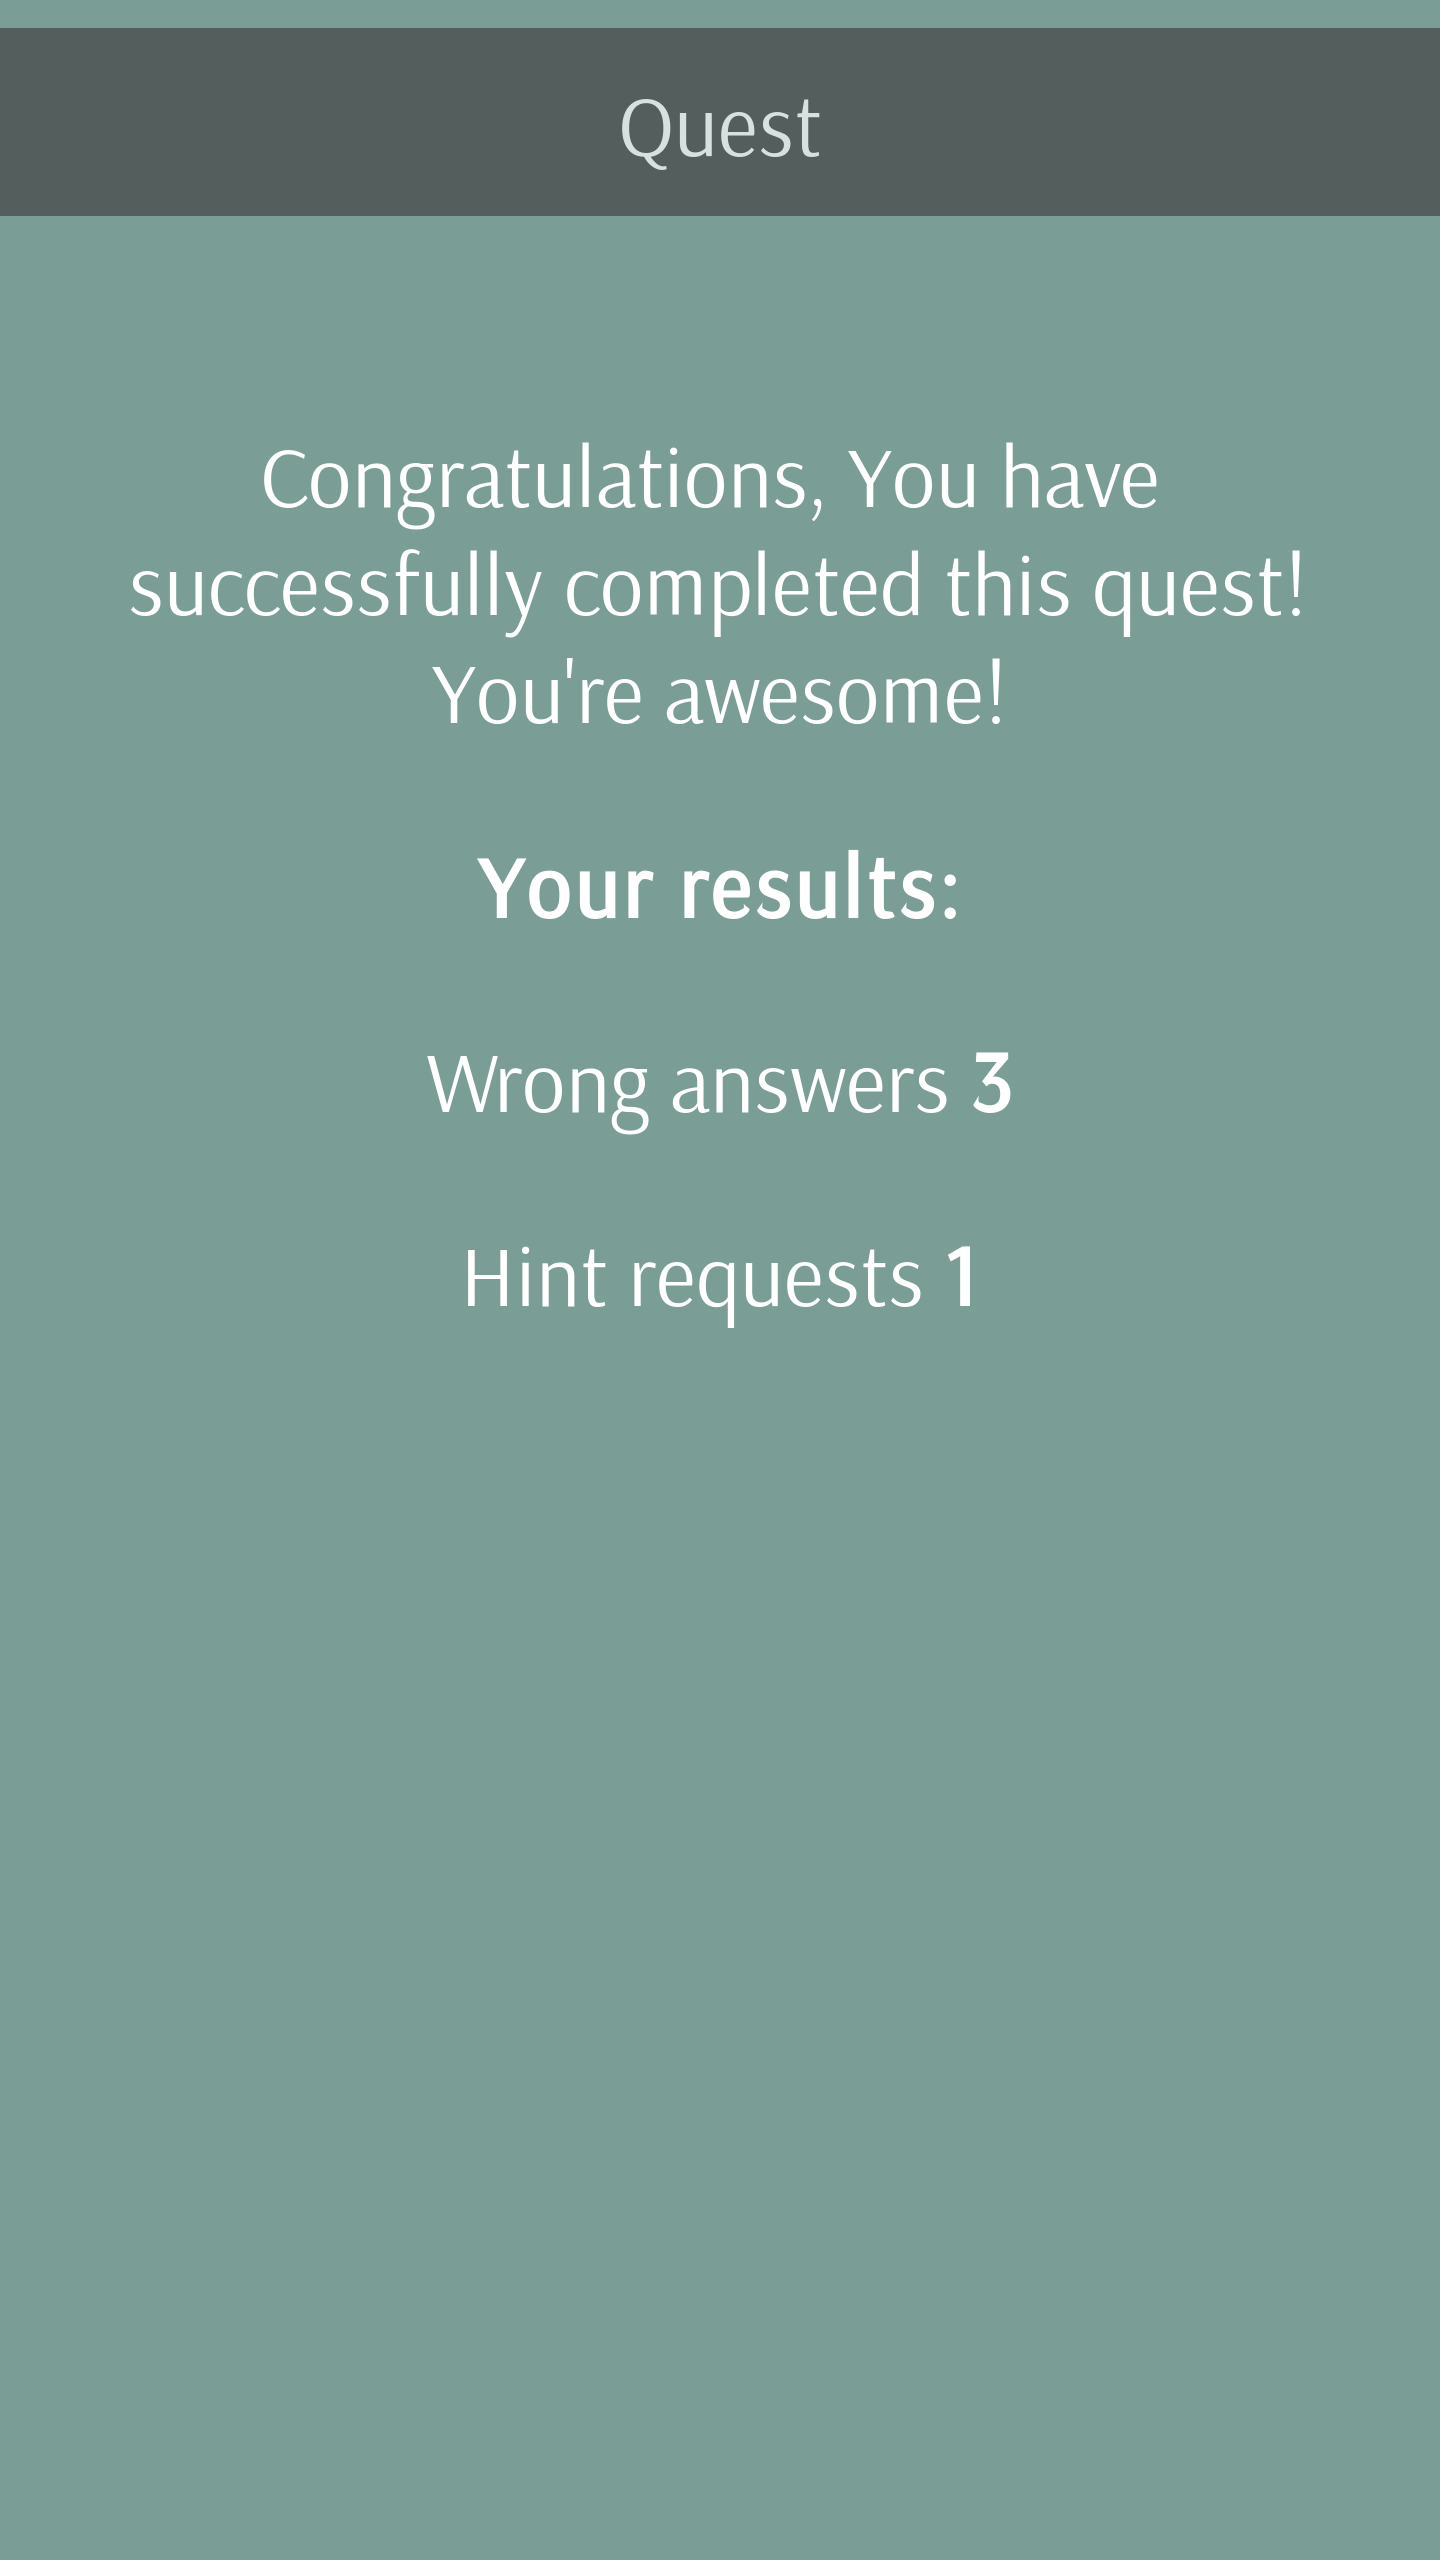 Quest
Congratulations, You have
successfully completed this quest!
You're awesome!
Your results:
Wrong answers 3
Hint requests 1